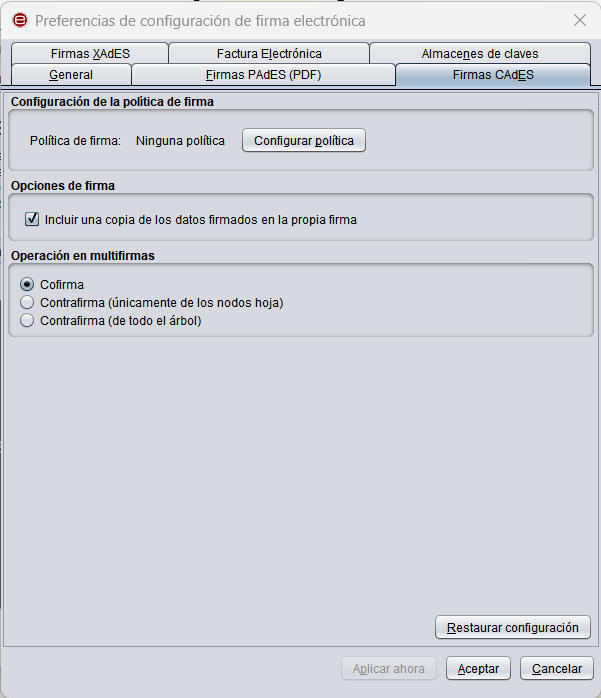 Preferencias de configuración de firma electrónica
Firmas XAdES
Factura Electrónica
Almacenes de claves
General
Firmas PAdES (PDF)
Firmas CAdES
Configuración de la política de firma
Política de firma: Ninguna política Configurar política
Opciones de firma
Incluir una copia de los datos firmados en la propia firma
Operación en multifirmas
Cofirma
Contrafirma (únicamente de los nodos hoja)
Contrafirma (de todo el árbol)
Restaurar configuración
Aplicar ahora
Aceptar
Cancelar